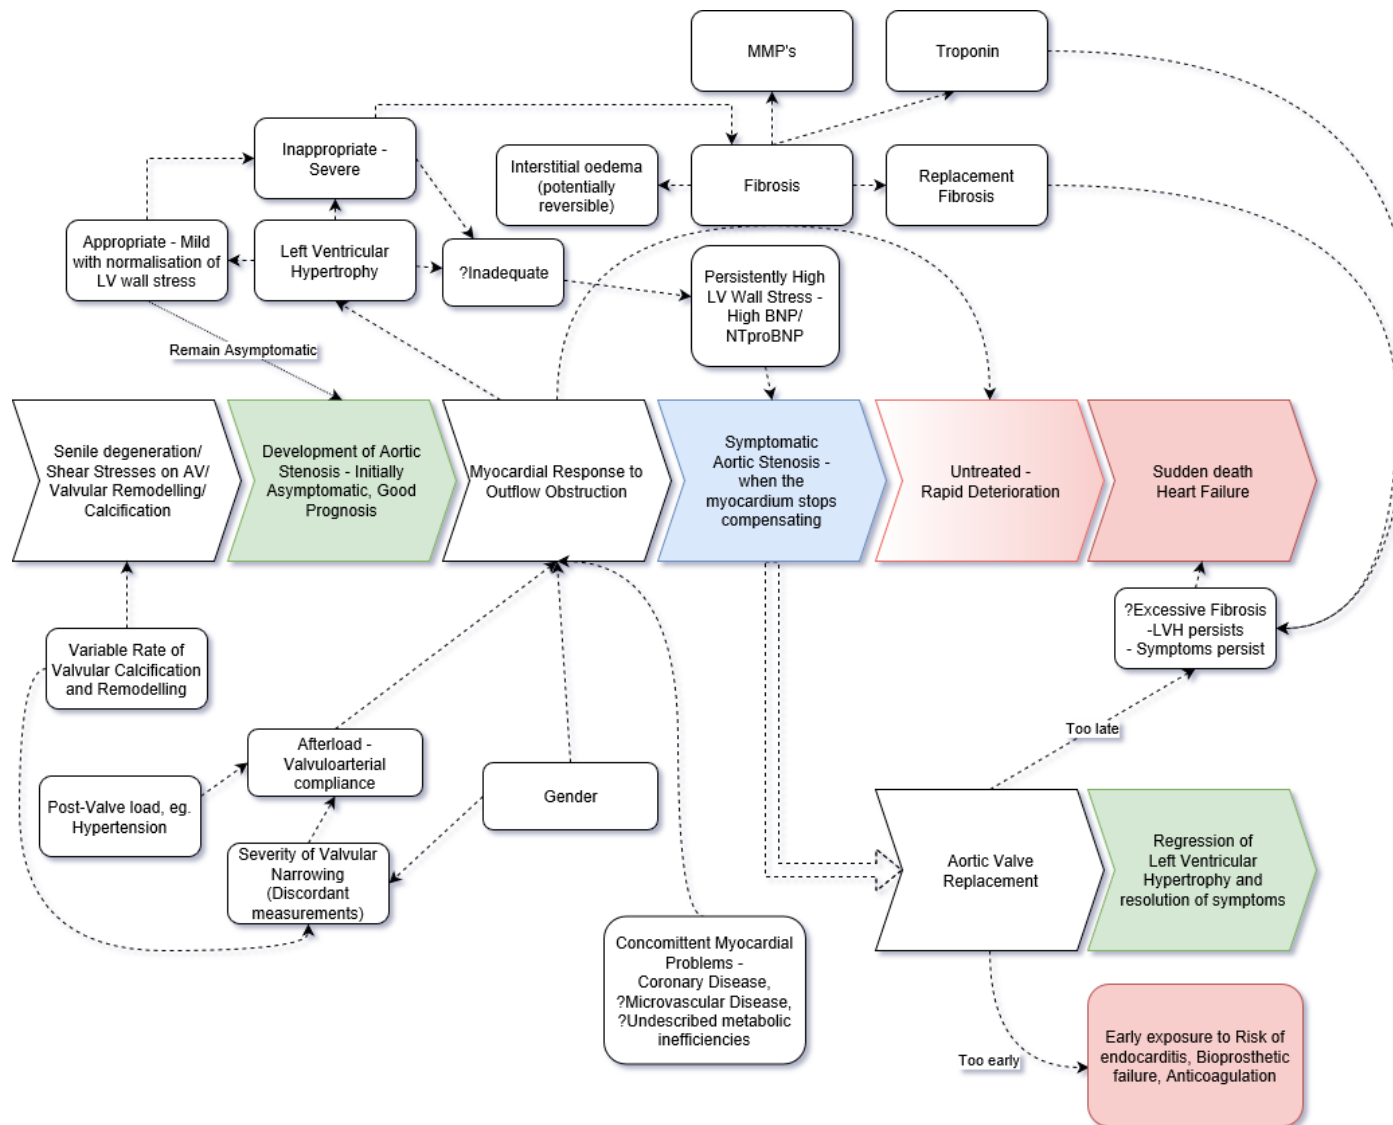 MMP's
Troponin
Inappropriate -
Severe
Interstitial oedema
(potentially
reversible)
Fibrosis
Replacement
Fibrosis
Appropriate - Mild
with normalisation of
LV wall stress
Left Ventricular
Hypertrophy
?Inadequate
Persistently High
LV Wall Stress -
High BNP/
NTproBNP
Remain Asymptomatic
Senile degeneration/
Shear Stresses on AV/
Valvular Remodelling/
Calcification
Development of Aortic
Stenosis - Initially
Asymptomatic, Good
Prognosis
Myocardial Response to
Outflow Obstruction
Symptomatic
Aortic Stenosis -
when the
myocardium stops
compensating
Untreated -
Rapid Deterioration
Sudden death
Heart Failure
?Excessive Fibrosis
-LVH persists
- Symptoms persist
Variable Rate of
Valvular Calcification
and Remodelling
Too late
Afterload -
Valvuloarterial
compliance
Post-Valve load, eg.
Hypertension
Gender
Severity of Valvular
Narrowing
(Discordant
measurements)
Aortic Valve
Replacement
Regression of
Left Ventricular
Hypertrophy and
resolution of symptoms
Concomittent Myocardial
Problems -
Coronary Disease,
?Microvascular Disease,
?Undescribed metabolic
inefficiencies
Too early
Early exposure to Risk of
endocarditis, Bioprosthetic
failure, Anticoagulation